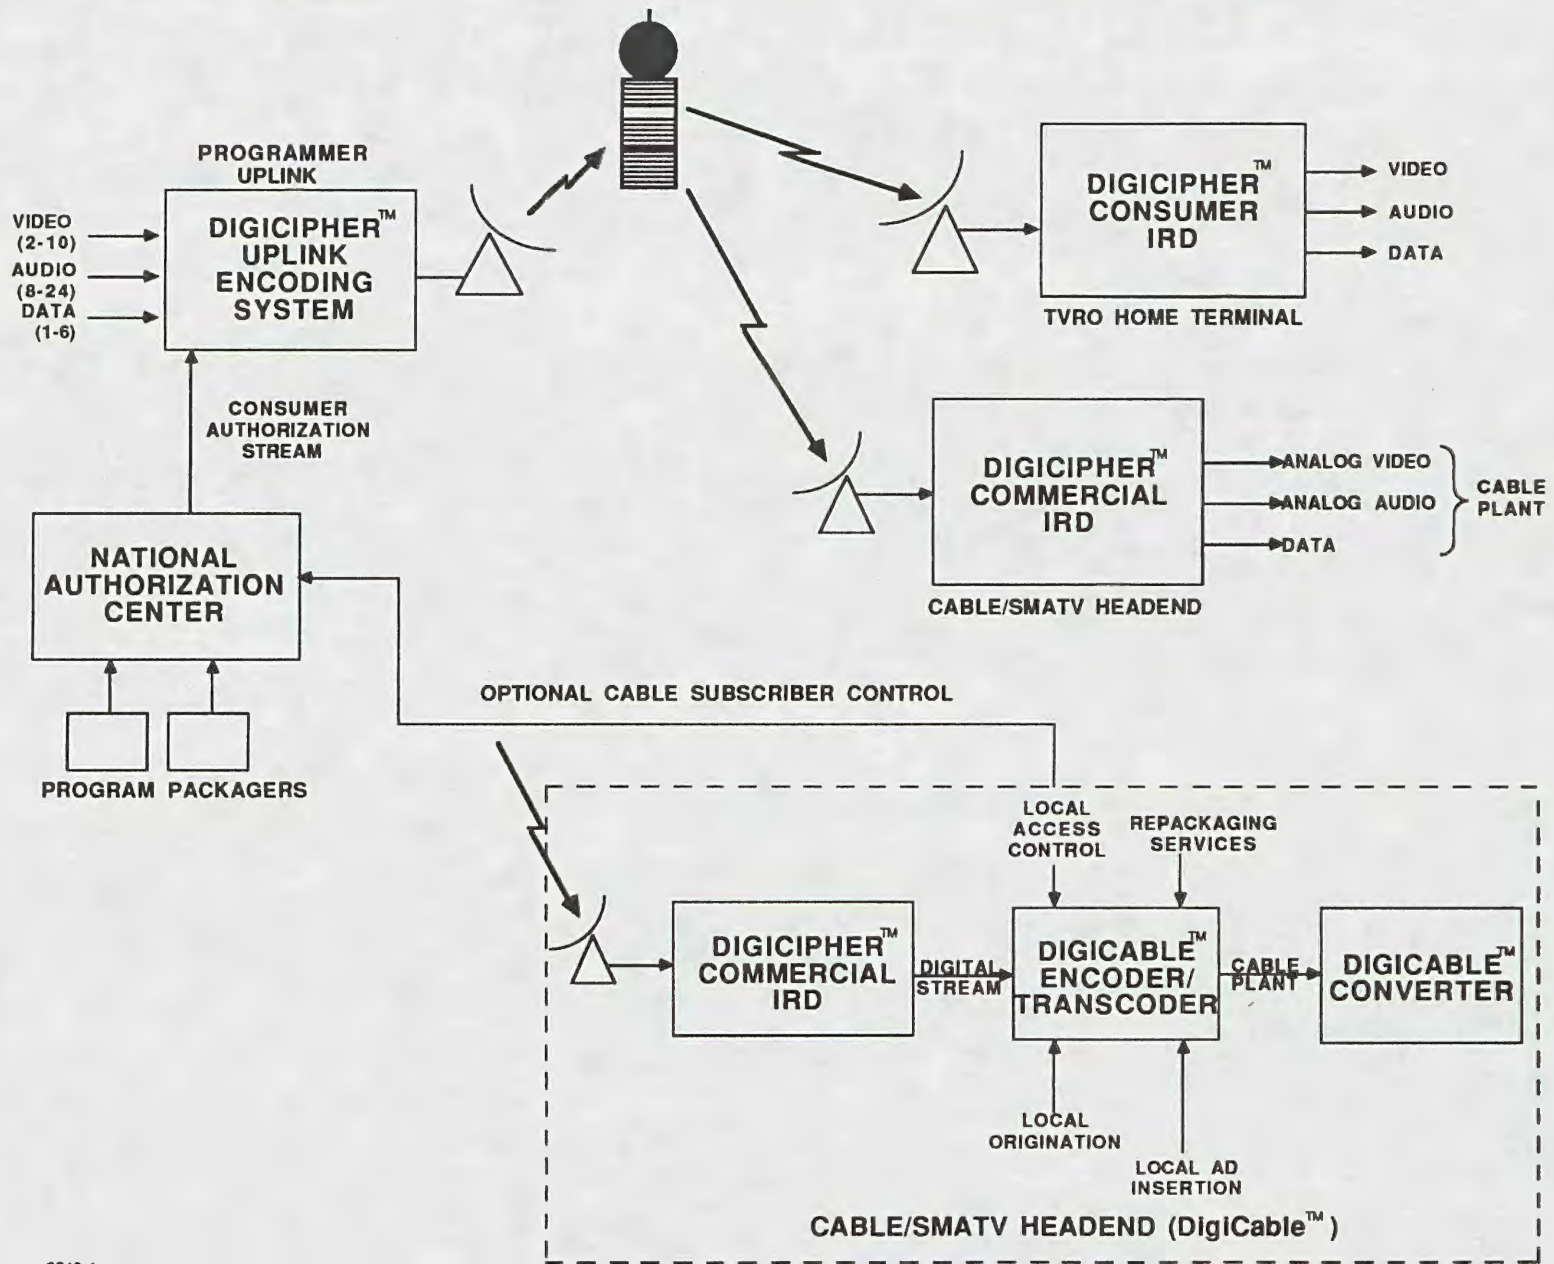 PROGRAMMER
UPLINK
VIDEO
(2-10)
AUDIO
(8-24)
DATA
(1-6)
DIGICIPHER™
UPLINK
ENCODING
SYSTEM
DIGICIPHER™
CONSUMER
IRD
VIDEO
AUDIO
DATA
TVRO HOME TERMINAL
CONSUMER
AUTHORIZATION
STREAM
DIGICIPHER™
COMMERCIAL
IRD
ANALOG VIDEO
ANALOG AUDIO
DATA
CABLE
PLANT
CABLE/SMATV HEADEND
NATIONAL
AUTHORIZATION
CENTER
PROGRAM PACKAGERS
OPTIONAL CABLE SUBSCRIBER CONTROL
LOCAL
ACCESS
CONTROL
REPACKAGING
SERVICES
DIGICIPHER™
COMMERCIAL
IRD
DIGITAL
STREAM
DIGICABLE™
ENCODER/
TRANSCODER
CABLE
PLANT
DIGICABLE™
CONVERTER
LOCAL
ORIGINATION
LOCAL AD
INSERTION
CABLE/SMATV HEADEND (DigiCable™)